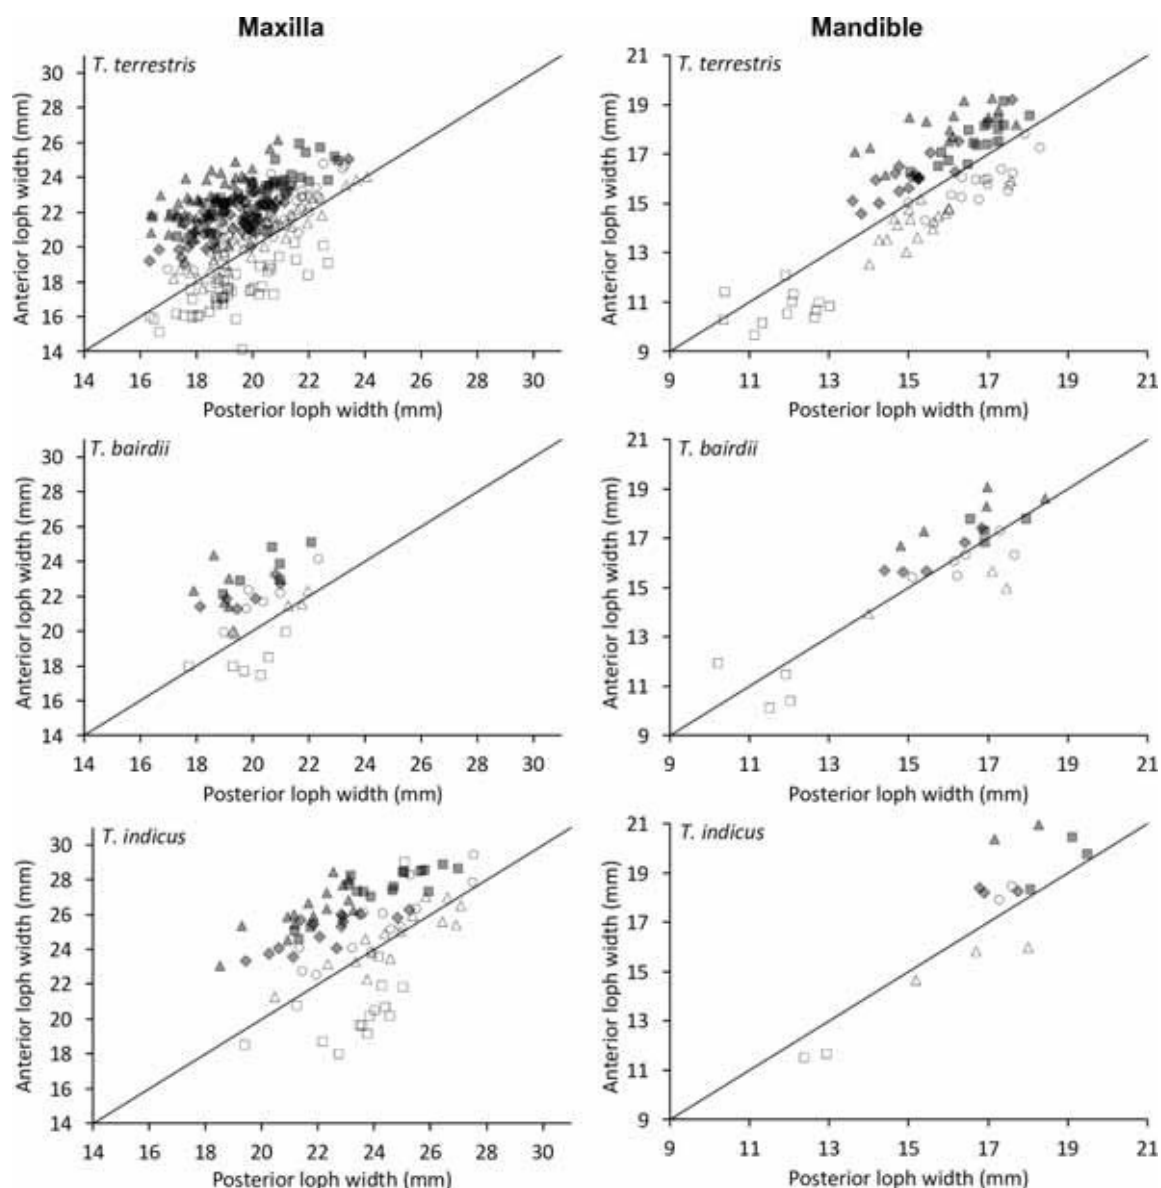 Maxilla
Mandible
T. terrestris
Anterior loph width (mm)
30
28
26
24
22
20
18
16
14
14 16 18 20 22 24 26 28 30
Posterior loph width (mm)
T. terrestris
Anterior loph width (mm)
21
19
17
15
13
11
9
9 11 13 15 17 19 21
Posterior loph width (mm)
T. bairdii
Anterior loph width (mm)
30
28
26
24
22
20
18
16
14
14 16 18 20 22 24 26 28 30
Posterior loph width (mm)
T. bairdii
Anterior loph width (mm)
21
19
17
15
13
11
9
9 11 13 15 17 19 21
Posterior loph width (mm)
T. indicus
Anterior loph width (mm)
30
28
26
24
22
20
18
16
14
14 16 18 20 22 24 26 28 30
Posterior loph width (mm)
T. indicus
Anterior loph width (mm)
21
19
17
15
13
11
9
9 11 13 15 17 19 21
Posterior loph width (mm)